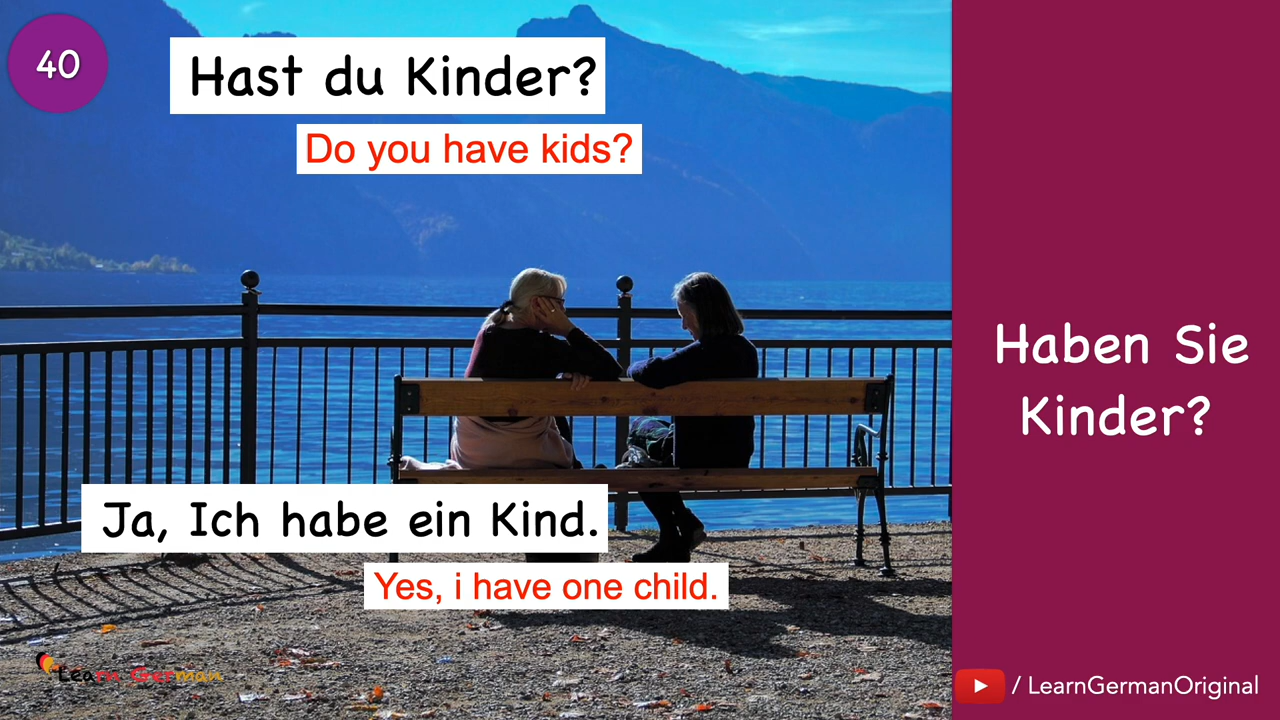 40
Hast du Kinder?
Do you have kids?
Ja, Ich habe ein Kind.
Yes, i have one child.
Learn German
Haben Sie
Kinder?
/ LearnGermanOriginal